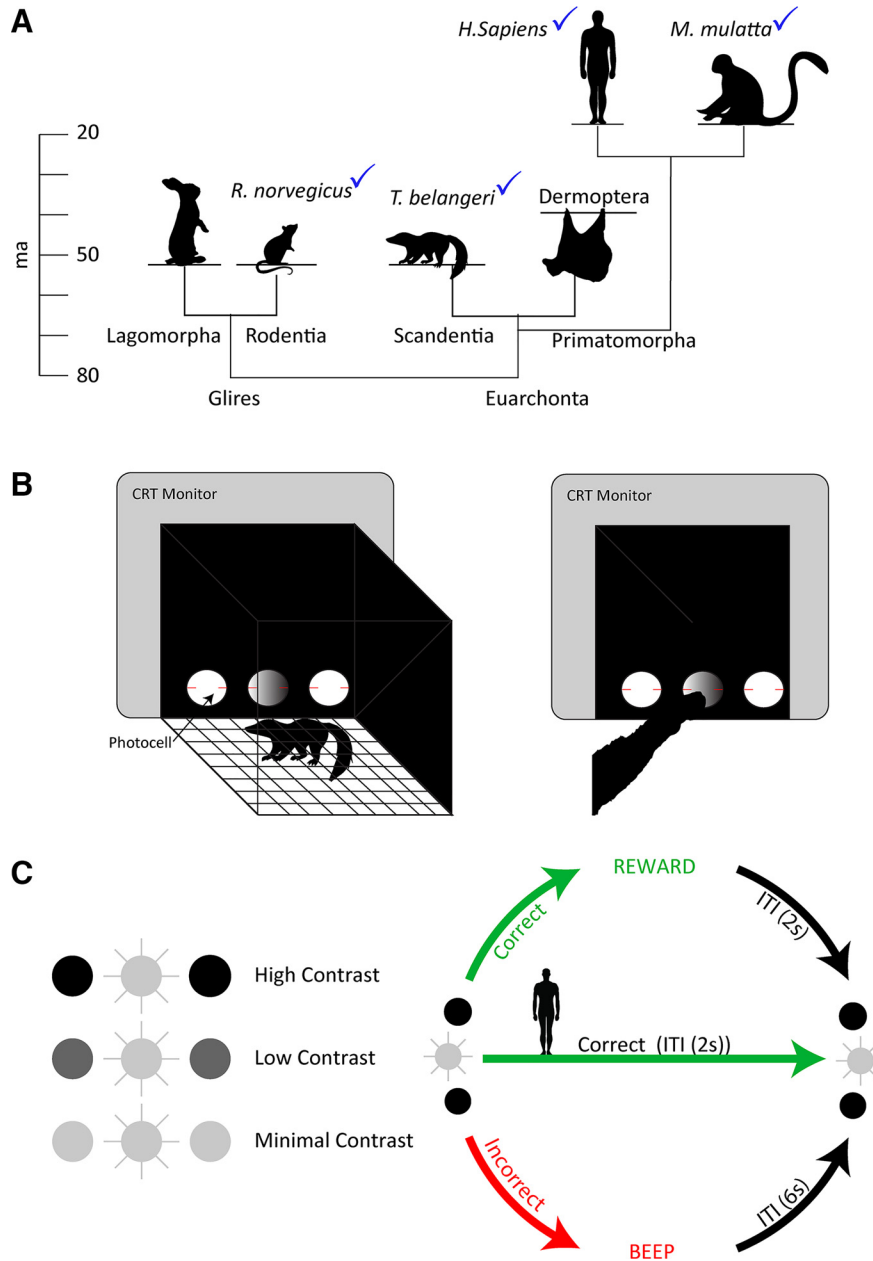 A
H.Sapiens
M. mulatta
20
R. norvegicus
T. belangeri
Dermoptera
ma
50
Lagomorpha
Rodentia
Scandentia
Primatomorpha
80
Glires
Euarchonta
B
CRT Monitor
CRT Monitor
Photocell
C
REWARD
Correct
ITI (2s)
High Contrast
Low Contrast
Minimal Contrast
Correct (ITI (2s))
Incorrect
ITI (6s)
BEEP